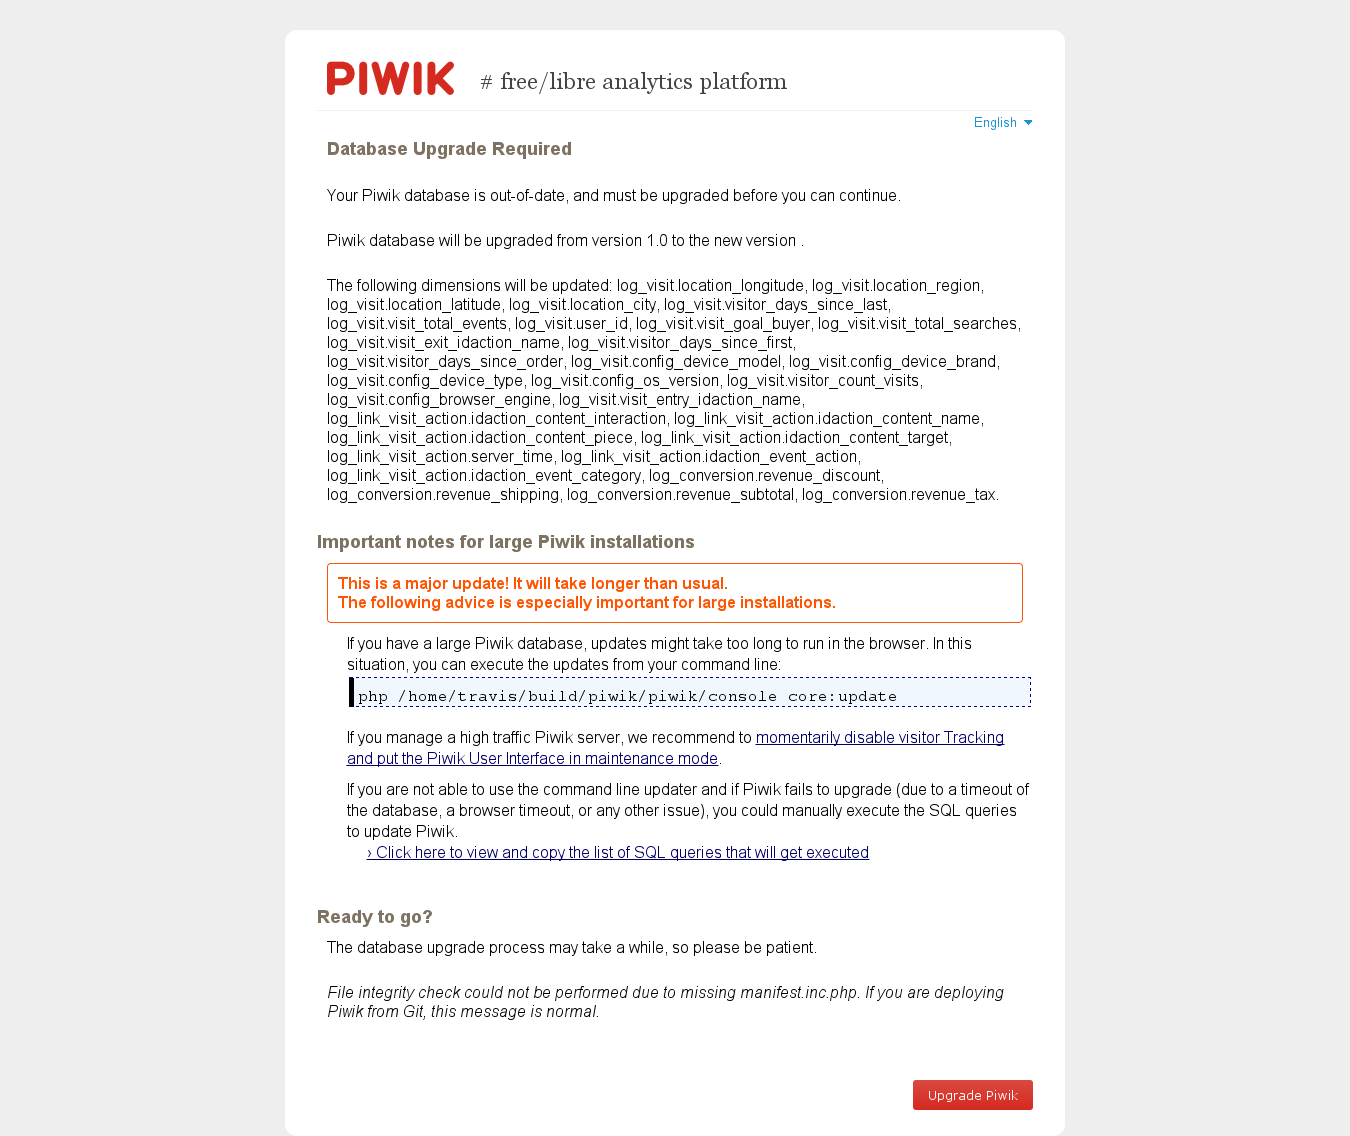 PIWIK # free/libre analytics platform
English
Database Upgrade Required
Your Piwik database is out-of-date, and must be upgraded before you can continue.
Piwik database will be upgraded from version 1.0 to the new version .
The following dimensions will be updated: log_visit.location_longitude, log_visit.location_region,
log_visit.location_latitude, log_visit.location_city, log_visit.visitor_days_since_last,
log_visit.visit_total_events, log_visit.user_id, log_visit.visit_goal_buyer, log_visit.visit_total_searches,
log_visit.visit_exit_idaction_name, log_visit.visitor_days_since_first,
log_visit.visitor_days_since_order, log_visit.config_device_model, log_visit.config_device_brand,
log_visit.config_device_type, log_visit.config_os_version, log_visit.visitor_count_visits,
log_visit.config_browser_engine, log_visit.visit_entry_idaction_name,
log_link_visit_action.idaction_content_interaction, log_link_visit_action.idaction_content_name,
log_link_visit_action.idaction_content_piece, log_link_visit_action.idaction_content_target,
log_link_visit_action.server_time, log_link_visit_action.idaction_event_action,
log_link_visit_action.idaction_event_category, log_conversion.revenue_discount,
log_conversion.revenue_shipping, log_conversion.revenue_subtotal, log_conversion.revenue_tax.
Important notes for large Piwik installations
This is a major update! It will take longer than usual.
The following advice is especially important for large installations.
If you have a large Piwik database, updates might take too long to run in the browser. In this
situation, you can execute the updates from your command line:
php /home/travis/build/piwik/piwik/console core:update
If you manage a high traffic Piwik server, we recommend to momentarily disable visitor Tracking
and put the Piwik User Interface in maintenance mode.
If you are not able to use the command line updater and if Piwik fails to upgrade (due to a timeout of
the database, a browser timeout, or any other issue), you could manually execute the SQL queries
to update Piwik.
› Click here to view and copy the list of SQL queries that will get executed
Ready to go?
The database upgrade process may take a while, so please be patient.
File integrity check could not be performed due to missing manifest.inc.php. If you are deploying
Piwik from Git, this message is normal.
Upgrade Piwik